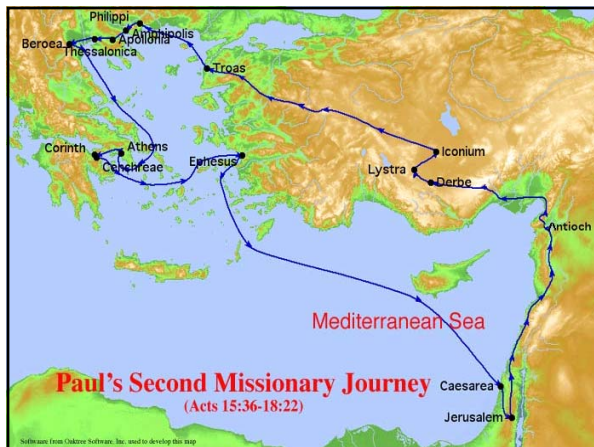 Philippi
Amphipolis
Apollonia
Beroea
Thessalonica
Troas
Corinth
Athens
Cenchreae
Ephesus
Iconium
Lystra
Derbe
Antioch
Mediterranean Sea
Paul's Second Missionary Journey
(Acts 15:36-18:22)
Caesarea
Jerusalem
Software from Oaktree Software, Inc. used to develop this map